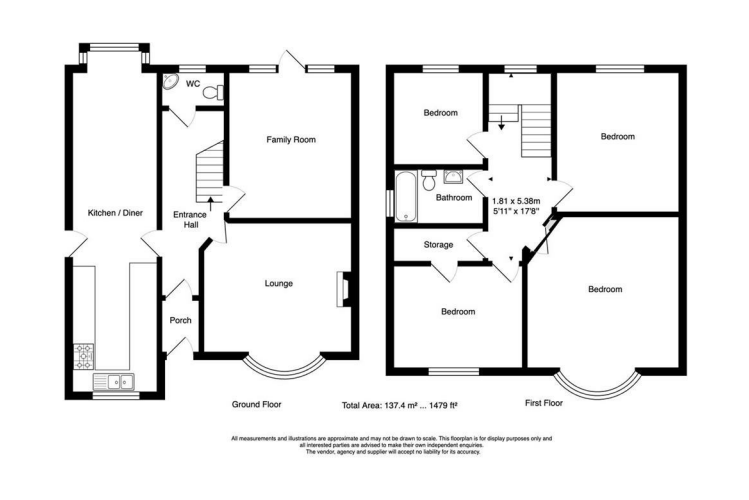 WC
Family Room
Kitchen / Diner
Entrance
Hall
Lounge
Porch
Ground Floor
Bedroom
Bedroom
Bathroom
1.81 x 5.38m
5'11" x 17'8"
Storage
Bedroom
Bedroom
First Floor
Total Area: 137.4 m² ... 1479 ft²
All measurements and illustrations are approximate and may not be drawn to scale. This floorplan is for display purposes only and
all interested parties are advised to make their own independent enquiries.
The vendor, agency and supplier will accept no liability for its accuracy.